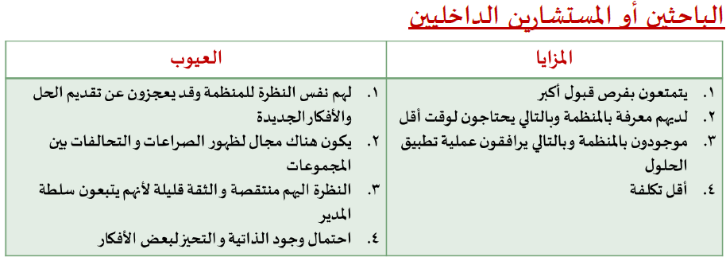 الباحثين أو المستشارين الداخليين
المزايا
العيوب
١. يتمتعون بفرص قبول أكبر
٢. لديهم معرفة بالمنظمة وبالتالي يحتاجون لوقت أقل
٣. موجودون بالمنظمة وبالتالي يرافقون عملية تطبيق
الحلول
٤. أقل تكلفة
١. لهم نفس النظرة للمنظمة وقد يعجزون عن تقديم الحل
والأفكار الجديدة
٢. يكون هناك مجال لظهور الصراعات و التحالفات بين
المجموعات
٣. النظرة اليهم منتقصة و الثقة قليلة لأنهم يتبعون سلطة
المدير
٤. احتمال وجود الذاتية و التحيز لبعض الأفكار